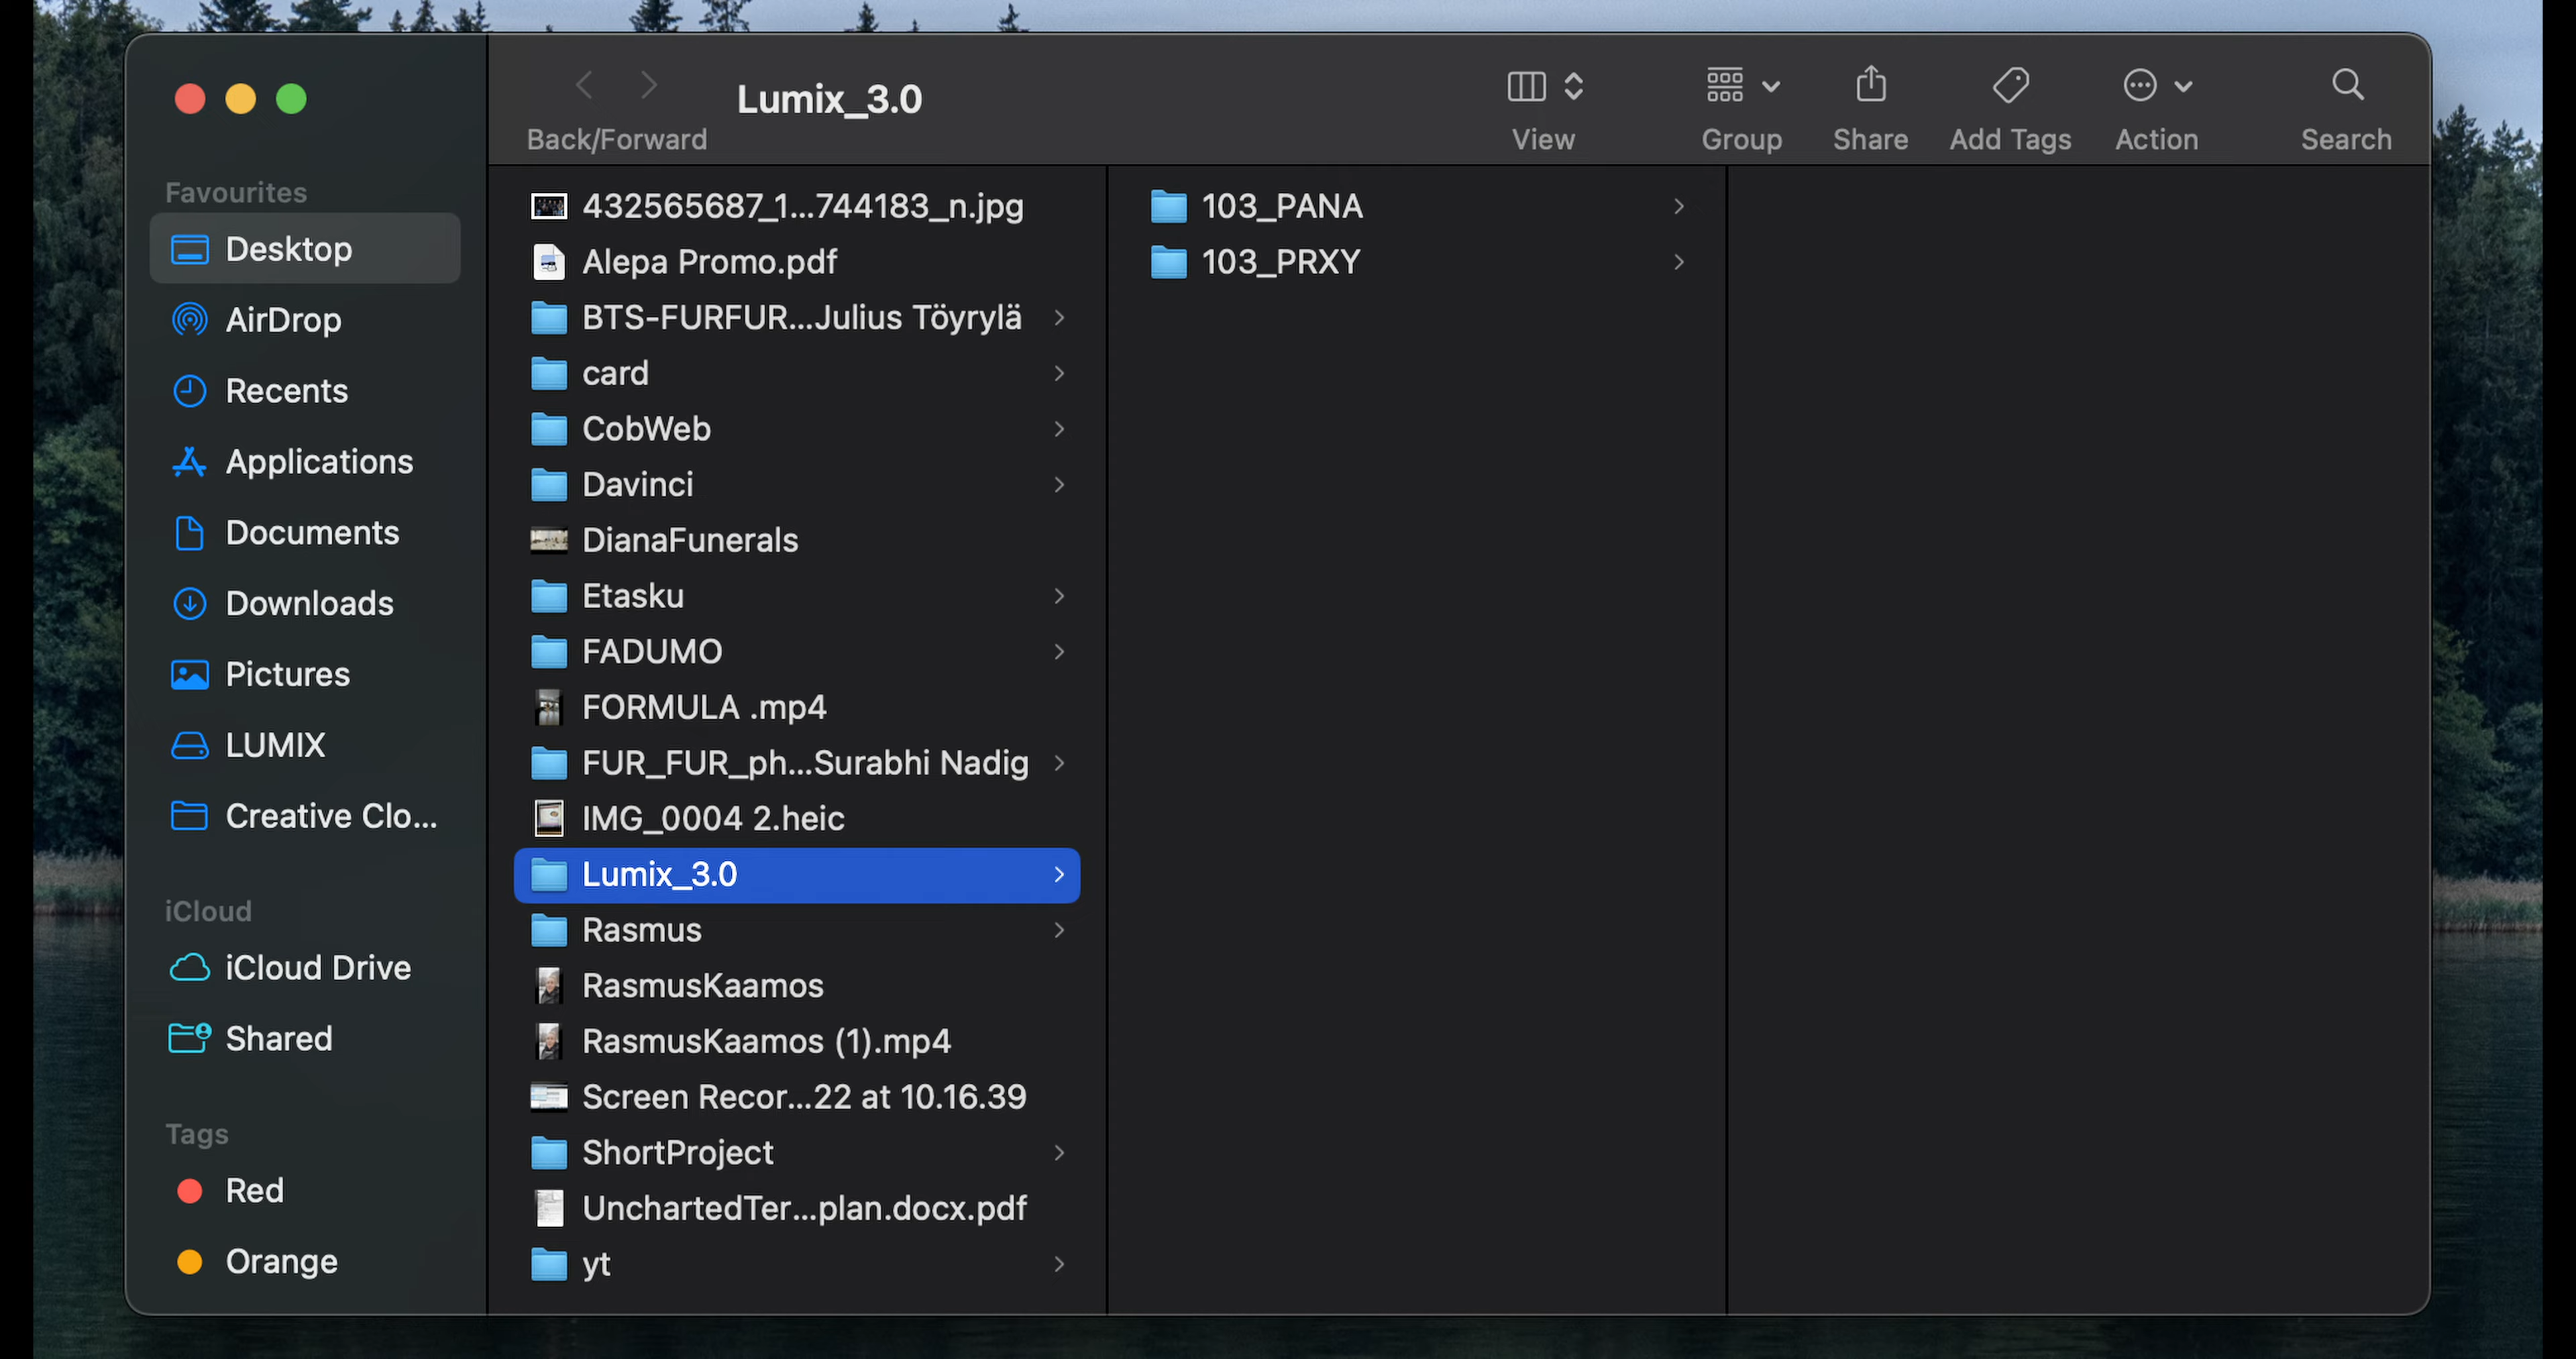 Lumix_3.0
Back/Forward
View
Group
Share
Add Tags
Action
Search
Favourites
Desktop
AirDrop
Recents
Applications
Documents
Downloads
Pictures
LUMIX
Creative Clo...
iCloud
iCloud Drive
Shared
Tags
Red
Orange
432565687_1...744183_n.jpg
Alepa Promo.pdf
BTS-FURFUR...Julius Töyrylä
card
CobWeb
Davinci
DianaFunerals
Etasku
FADUMO
FORMULA .mp4
FUR_FUR_ph...Surabhi Nadig
IMG_0004 2.heic
Lumix_3.0
Rasmus
RasmusKaamos
RasmusKaamos (1).mp4
Screen Recor...22 at 10.16.39
ShortProject
UnchartedTer...plan.docx.pdf
yt
103_PANA
103_PRXY